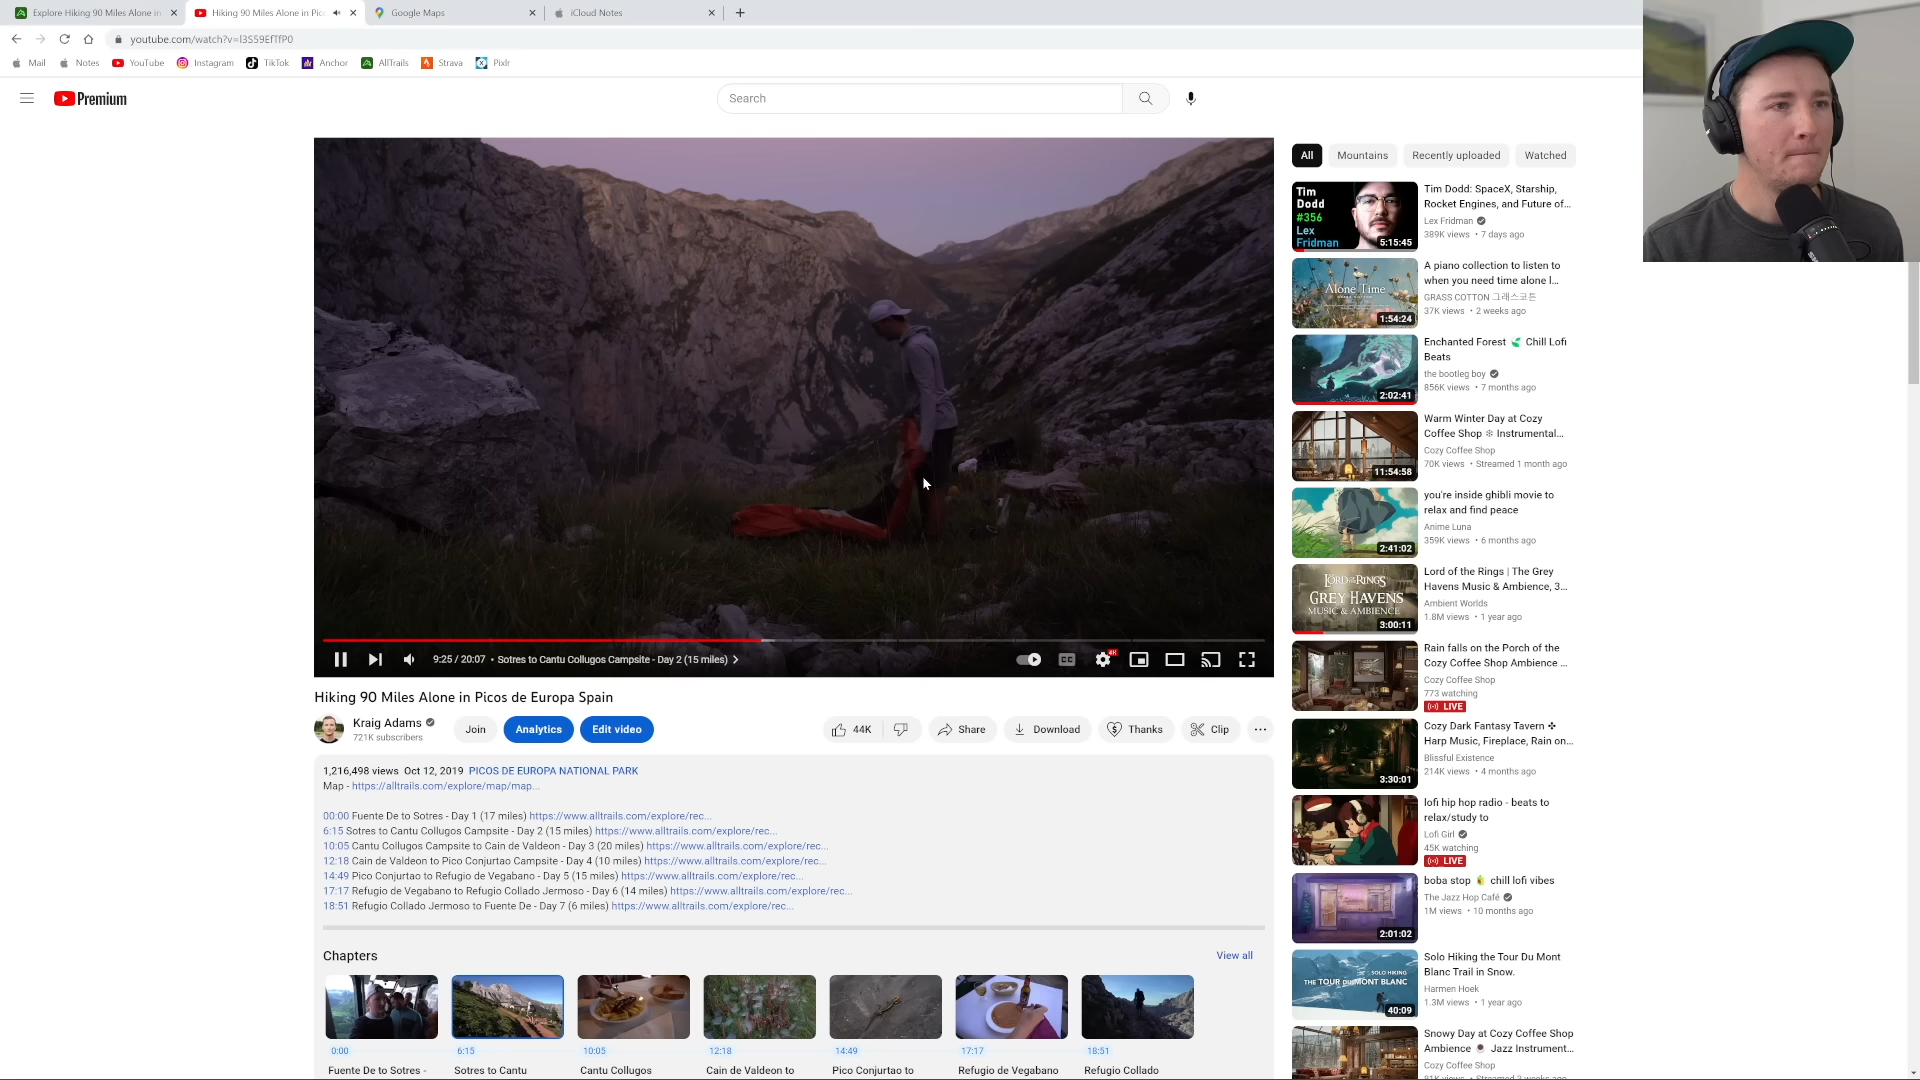 Explore Hiking 90 Miles Alone in
Hiking 90 Miles Alone in Pic
Google Maps
iCloud Notes
youtube.com/watch?v=l3S59EfTfP0
Mail
Notes
YouTube
Instagram
TikTok
Anchor
AllTrails
Strava
Pixlr
Premium
Search
9:25 / 20:07 • Sotres to Cantu Collugos Campsite - Day 2 (15 miles)
CC
4K
Hiking 90 Miles Alone in Picos de Europa Spain
Kraig Adams
721K subscribers
Join
Analytics
Edit video
44K
Share
Download
Thanks
Clip
1,216,498 views Oct 12, 2019 PICOS DE EUROPA NATIONAL PARK
Map - https://alltrails.com/explore/map/map...
00:00 Fuente De to Sotres - Day 1 (17 miles) https://www.alltrails.com/explore/rec...
6:15 Sotres to Cantu Collugos Campsite - Day 2 (15 miles) https://www.alltrails.com/explore/rec...
10:05 Cantu Collugos Campsite to Cain de Valdeon - Day 3 (20 miles) https://www.alltrails.com/explore/rec...
12:18 Cain de Valdeon to Pico Conjurtao Campsite - Day 4 (10 miles) https://www.alltrails.com/explore/rec...
14:49 Pico Conjurtao to Refugio de Vegabano - Day 5 (15 miles) https://www.alltrails.com/explore/rec...
17:17 Refugio de Vegabano to Refugio Collado Jermoso - Day 6 (14 miles) https://www.alltrails.com/explore/rec...
18:51 Refugio Collado Jermoso to Fuente De - Day 7 (6 miles) https://www.alltrails.com/explore/rec...
Chapters
View all
0:00
Fuente De to Sotres -
6:15
Sotres to Cantu
10:05
Cantu Collugos
12:18
Cain de Valdeon to
14:49
Pico Conjurtao to
17:17
Refugio de Vegabano
18:51
Refugio Collado
All
Mountains
Recently uploaded
Watched
Tim
Dodd
#356
Lex
Fridman
5:15:45
Tim Dodd: SpaceX, Starship,
Rocket Engines, and Future of...
Lex Fridman
389K views • 7 days ago
Alone Time
1:54:24
A piano collection to listen to
when you need time alone l...
GRASS COTTON 그래스코튼
37K views • 2 weeks ago
2:02:41
Enchanted Forest 🍃 Chill Lofi
Beats
the bootleg boy
856K views • 7 months ago
11:54:58
Warm Winter Day at Cozy
Coffee Shop ❄ Instrumental...
Cozy Coffee Shop
70K views • Streamed 1 month ago
2:41:02
you're inside ghibli movie to
relax and find peace
Anime Luna
359K views • 6 months ago
LORD OF THE RINGS
GREY HAVENS
MUSIC & AMBIENCE
3:00:11
Lord of the Rings | The Grey
Havens Music & Ambience, 3...
Ambient Worlds
1.8M views • 1 year ago
Rain falls on the Porch of the
Cozy Coffee Shop Ambience ...
Cozy Coffee Shop
773 watching
LIVE
3:30:01
Cozy Dark Fantasy Tavern ✣
Harp Music, Fireplace, Rain on...
Blissful Existence
214K views • 4 months ago
lofi hip hop radio - beats to
relax/study to
Lofi Girl
45K watching
LIVE
2:01:02
boba stop 🍵 chill lofi vibes
The Jazz Hop Café
1M views • 10 months ago
SOLO HIKING
THE TOUR DU MONT BLANC
40:09
Solo Hiking the Tour Du Mont
Blanc Trail in Snow.
Harmen Hoek
1.3M views • 1 year ago
Snowy Day at Cozy Coffee Shop
Ambience ☕ Jazz Instrument...
Cozy Coffee Shop